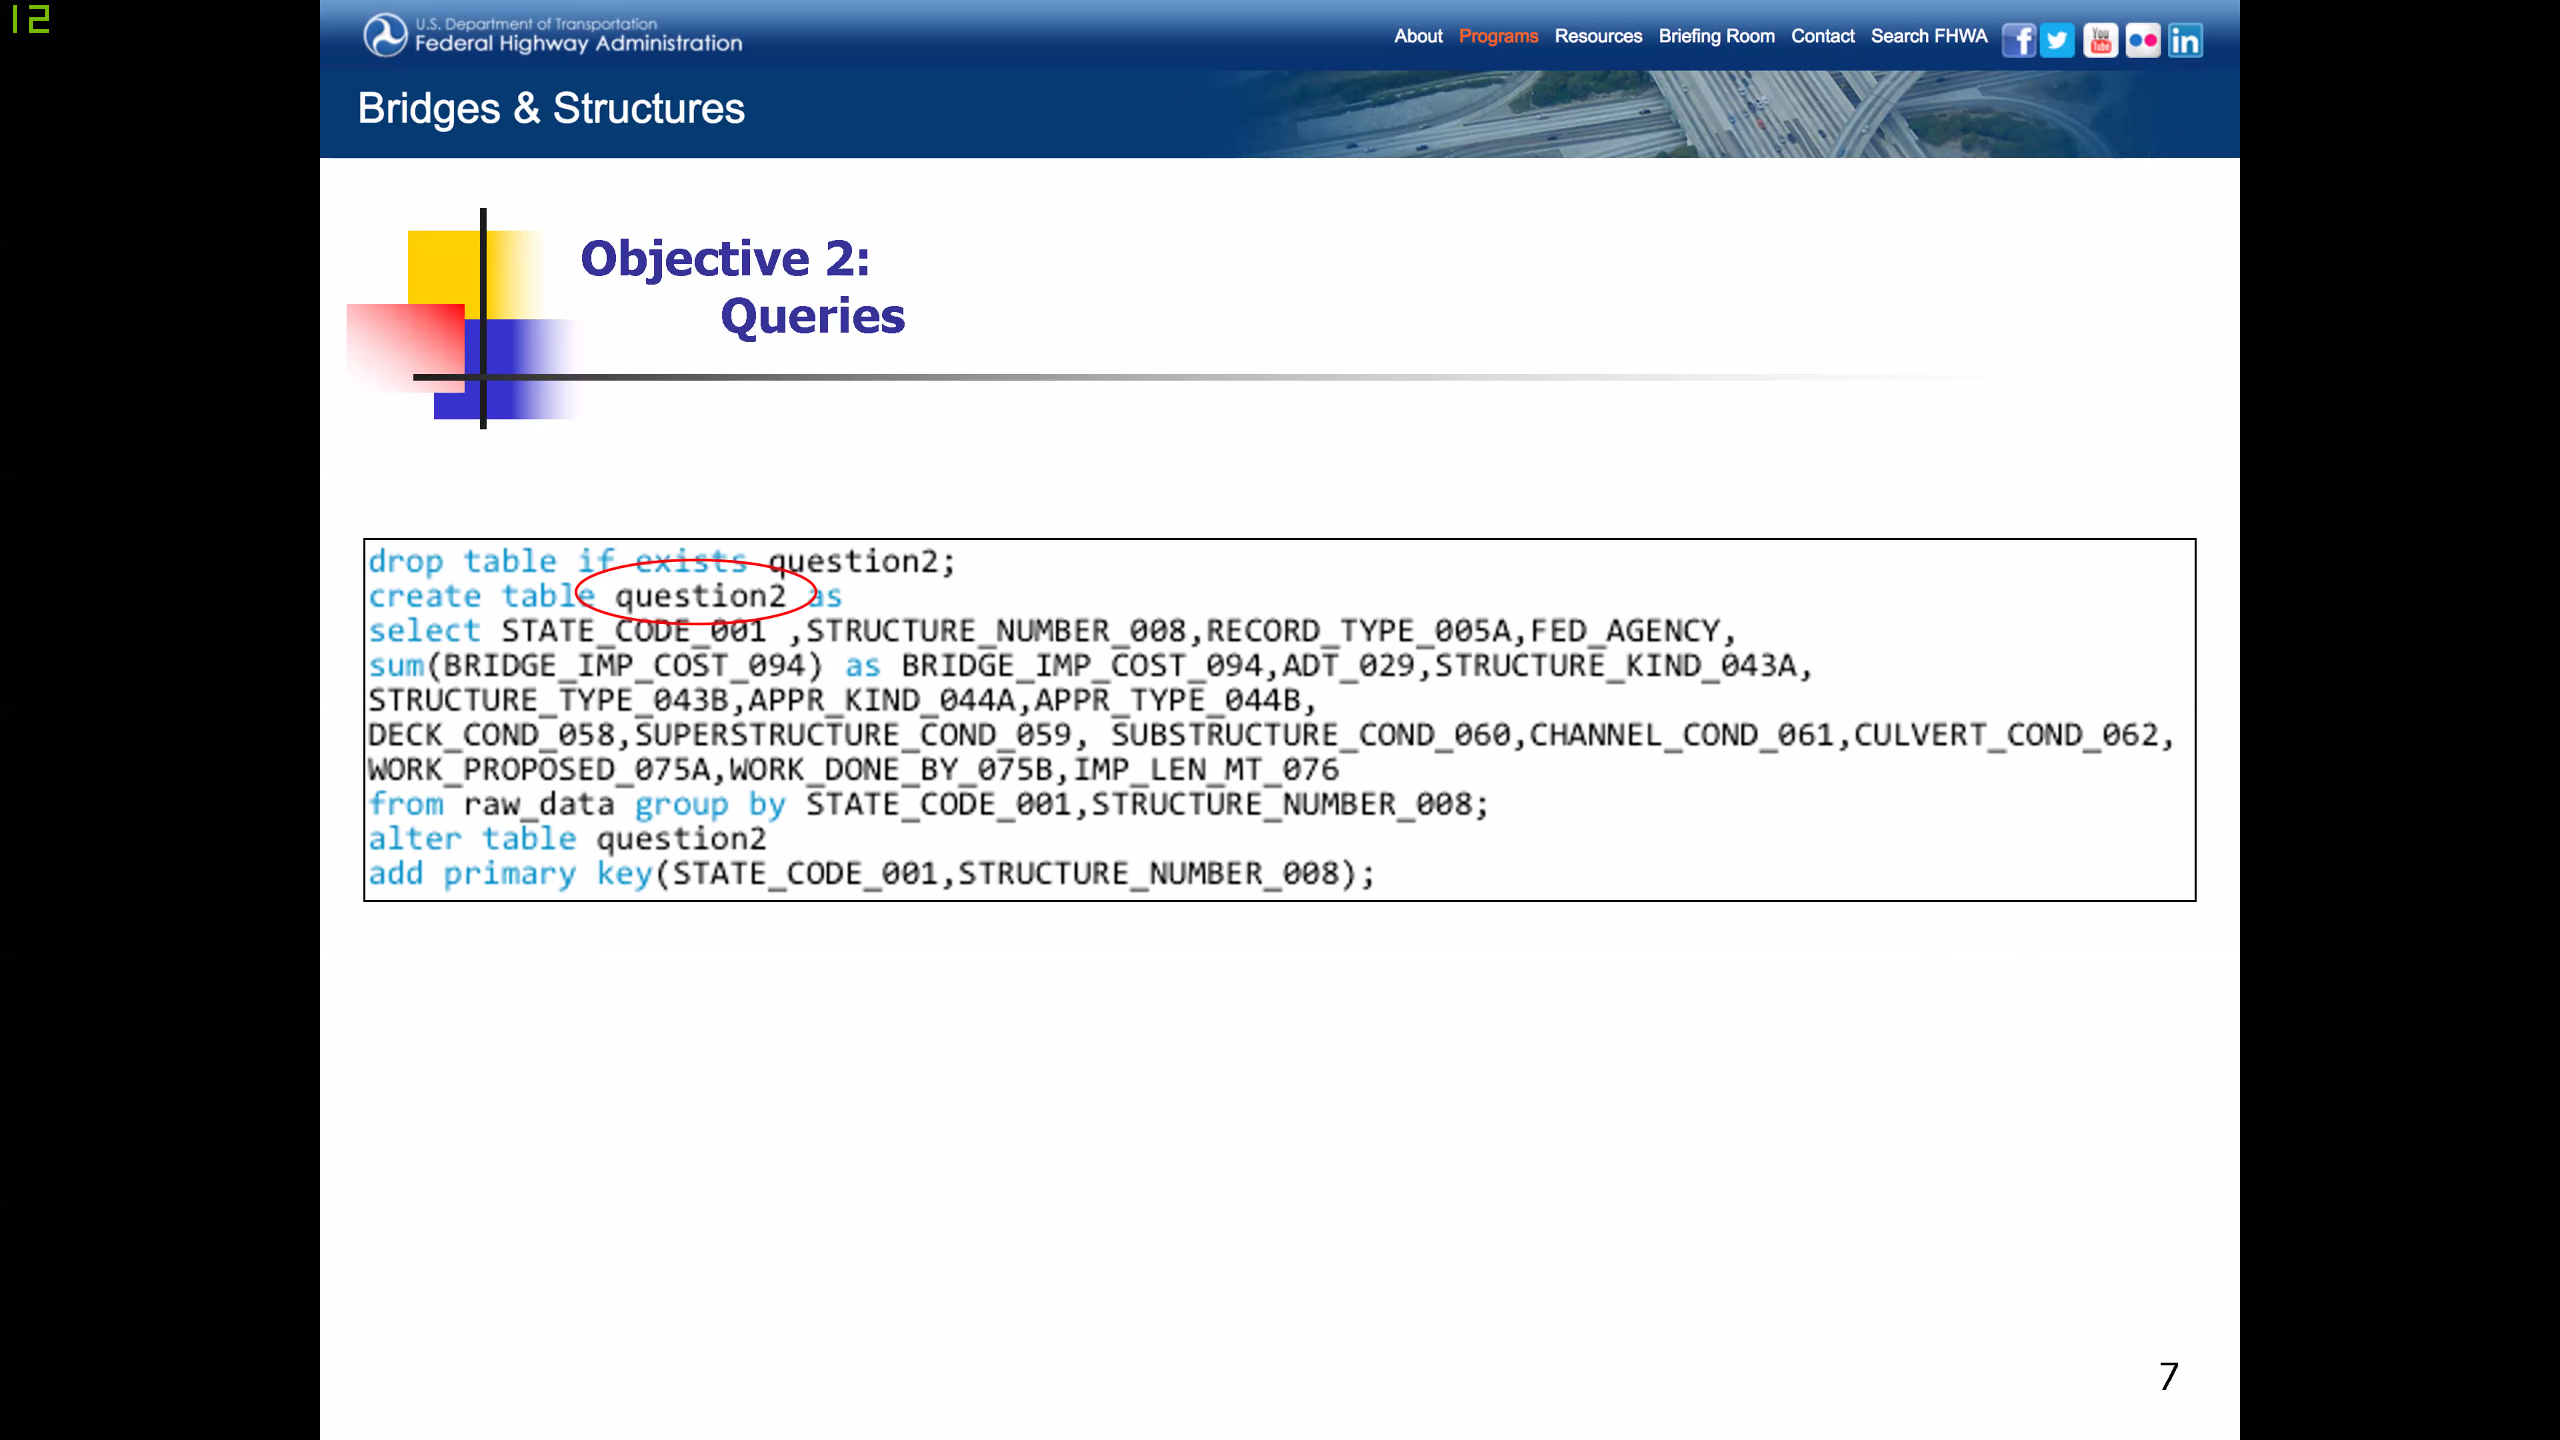 12
U.S. Department of Transportation
Federal Highway Administration
About Programs Resources Briefing Room Contact Search FHWA f You Tube in
Bridges & Structures
Objective 2:
Queries
drop table if exists question2;
create table question2 as
select STATE_CODE_001 ,STRUCTURE_NUMBER_008,RECORD_TYPE_005A,FED_AGENCY,
sum(BRIDGE_IMP_COST_094) as BRIDGE_IMP_COST_094,ADT_029,STRUCTURE_KIND_043A,
STRUCTURE_TYPE_043B,APPR_KIND_044A,APPR_TYPE_044B,
DECK_COND_058,SUPERSTRUCTURE_COND_059, SUBSTRUCTURE_COND_060,CHANNEL_COND_061,CULVERT_COND_062,
WORK_PROPOSED_075A,WORK_DONE_BY_075B,IMP_LEN_MT_076
from raw_data group by STATE_CODE_001,STRUCTURE_NUMBER_008;
alter table question2
add primary key(STATE_CODE_001,STRUCTURE_NUMBER_008);
7